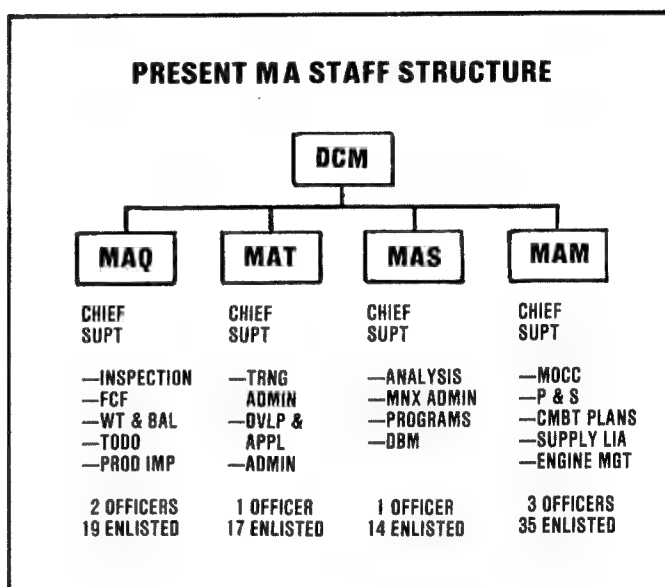 PRESENT MA STAFF STRUCTURE
DCM
MAQ
MAT
MAS
MAM
CHIEF
SUPT
—INSPECTION
—FCF
—WT & BAL
—TODO
—PROD IMP
2 OFFICERS
19 ENLISTED
CHIEF
SUPT
—TRNG
ADMIN
—DVLP &
APPL
—ADMIN
1 OFFICER
17 ENLISTED
CHIEF
SUPT
—ANALYSIS
—MNX ADMIN
—PROGRAMS
—DBM
1 OFFICER
14 ENLISTED
CHIEF
SUPT
—MOCC
—P & S
—CMBT PLANS
—SUPPLY LIA
—ENGINE MGT
3 OFFICERS
35 ENLISTED